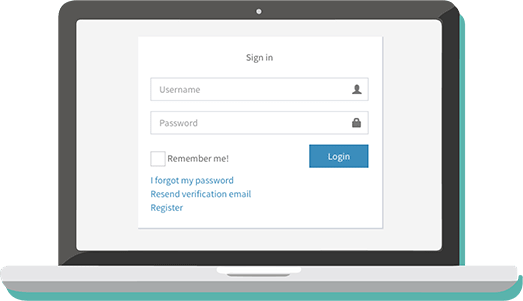 Sign in
Username
Password
Remember me!
Login
I forgot my password
Resend verification email
Register